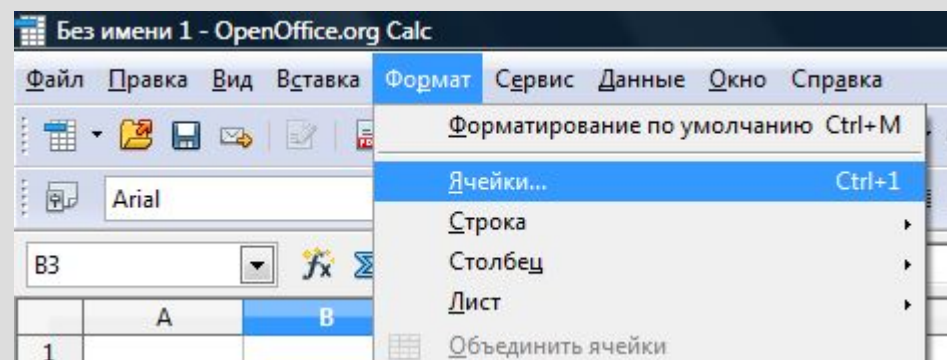 Без имени 1 - OpenOffice.org Calc
Файл Правка Вид Вставка Формат Сервис Данные Окно Справка
Форматирование по умолчанию Ctrl+M
Ячейки... Ctrl+1
Arial
Строка
B3
Столбец
Лист
A B
Объединить ячейки
1